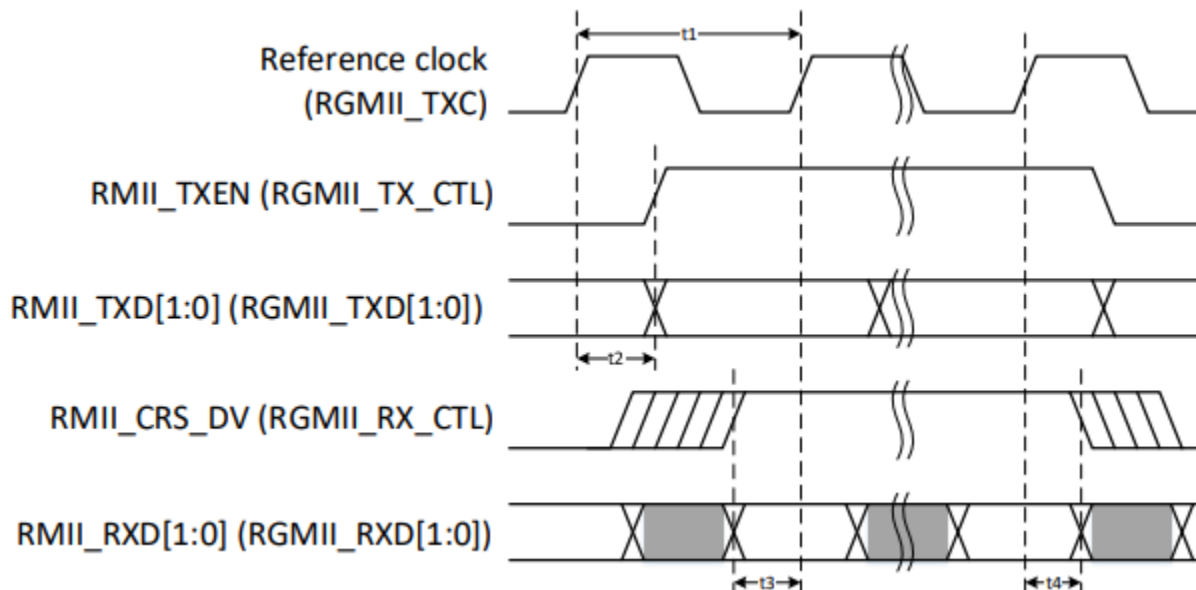 t1
Reference clock
(RGMII_TXC)
RMII_TXEN (RGMII_TX_CTL)
RMII_TXD[1:0] (RGMII_TXD[1:0])
t2
RMII_CRS_DV (RGMII_RX_CTL)
RMII_RXD[1:0] (RGMII_RXD[1:0])
t3
t4